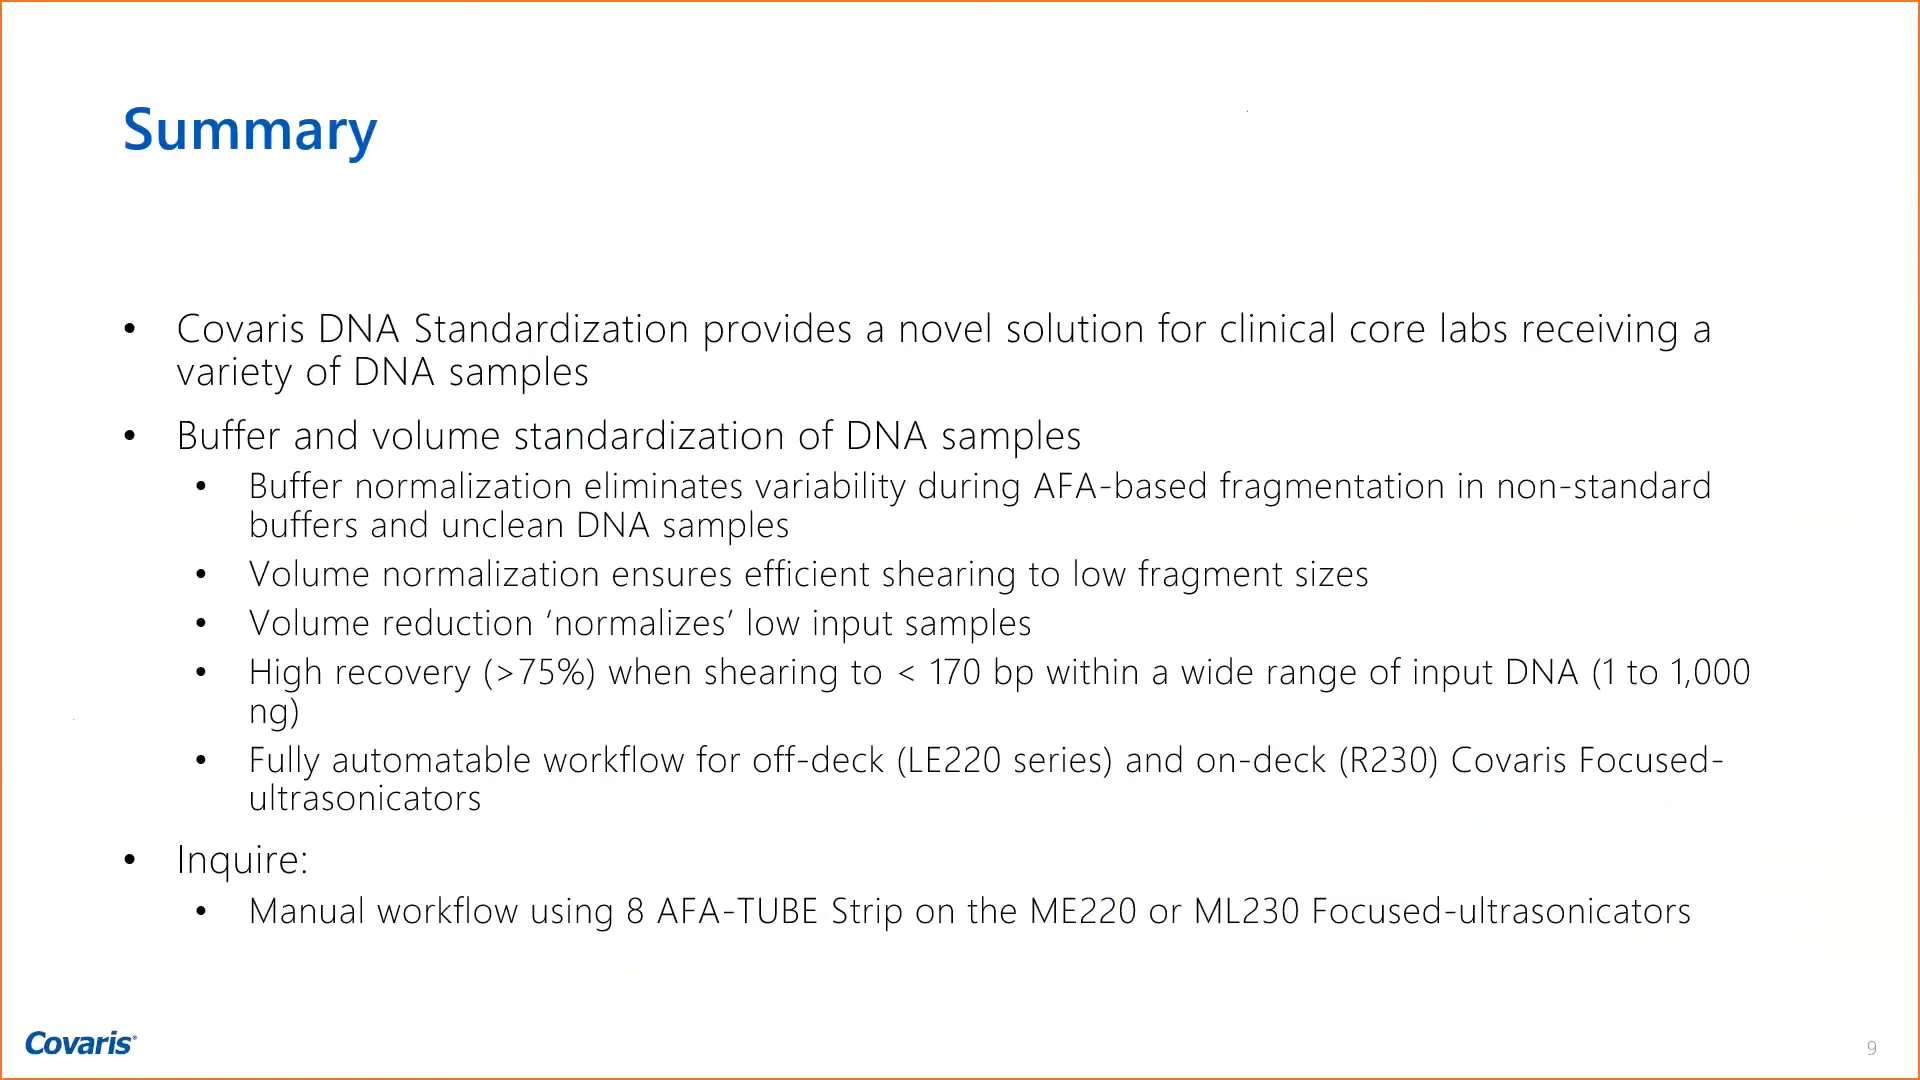 Summary
• Covaris DNA Standardization provides a novel solution for clinical core labs receiving a
variety of DNA samples
• Buffer and volume standardization of DNA samples
• Buffer normalization eliminates variability during AFA-based fragmentation in non-standard
buffers and unclean DNA samples
• Volume normalization ensures efficient shearing to low fragment sizes
• Volume reduction ‘normalizes’ low input samples
• High recovery (>75%) when shearing to < 170 bp within a wide range of input DNA (1 to 1,000
ng)
• Fully automatable workflow for off-deck (LE220 series) and on-deck (R230) Covaris Focused-
ultrasonicators
• Inquire:
• Manual workflow using 8 AFA-TUBE Strip on the ME220 or ML230 Focused-ultrasonicators
Covaris®
9